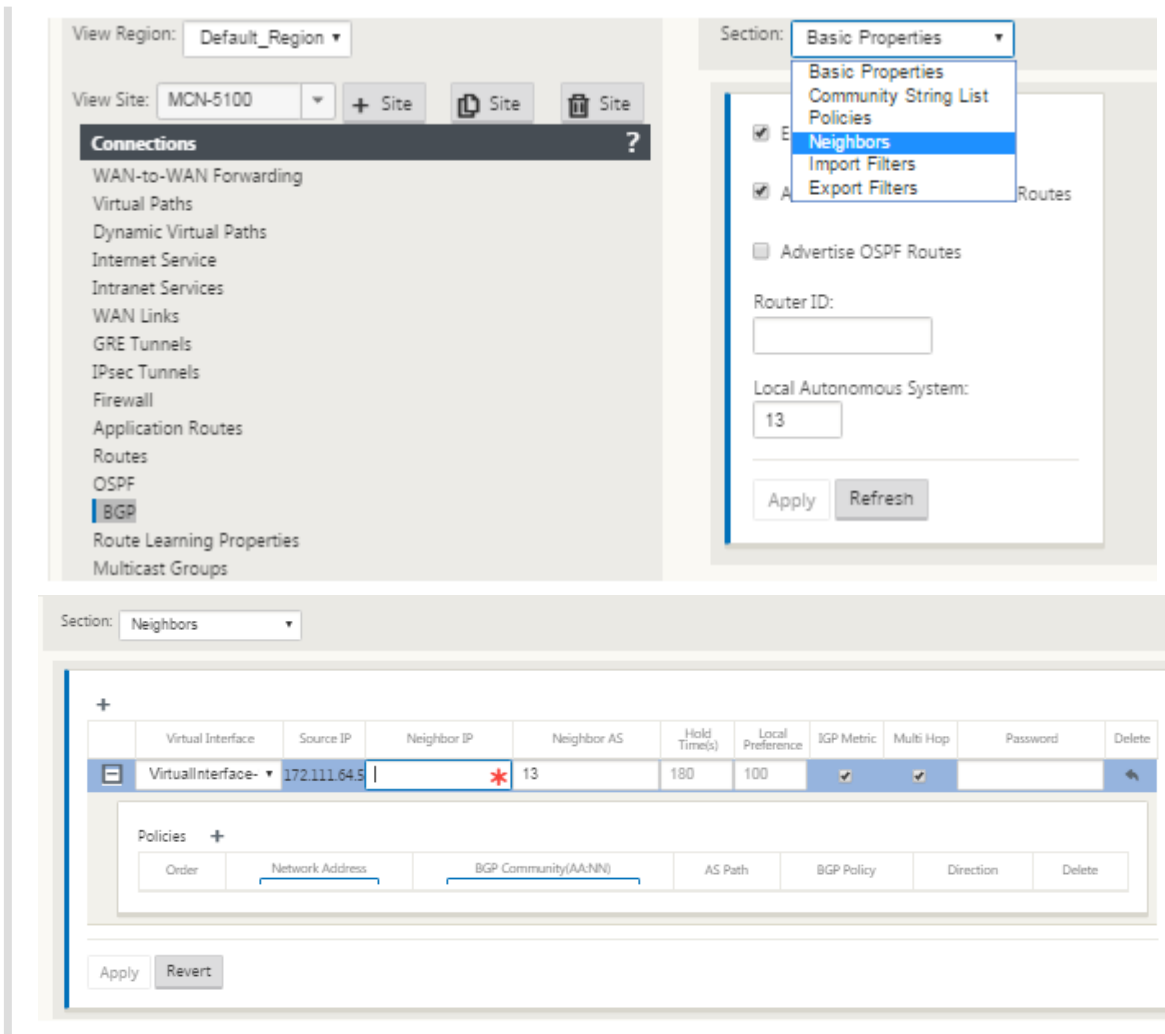 View Region: Default_Region
Section: Basic Properties
Basic Properties
Community String List
Policies
Neighbors
Import Filters
Export Filters
View Site: MCN-5100 + Site Site Site
Connections ?
WAN-to-WAN Forwarding
Virtual Paths
Dynamic Virtual Paths
Internet Service
Intranet Services
WAN Links
GRE Tunnels
IPsec Tunnels
Firewall
Application Routes
Routes
OSPF
BGP
Route Learning Properties
Multicast Groups
E
A Routes
Advertise OSPF Routes
Router ID:
Local Autonomous System:
13
Apply Refresh
Section: Neighbors
+
Virtual Interface Source IP Neighbor IP Neighbor AS Hold Time(s) Local Preference IGP Metric Multi Hop Password Delete
VirtualInterface- 172.111.64.5 * 13 180 100
Policies +
Order Network Address BGP Community(AA:NN) AS Path BGP Policy Direction Delete
Apply Revert